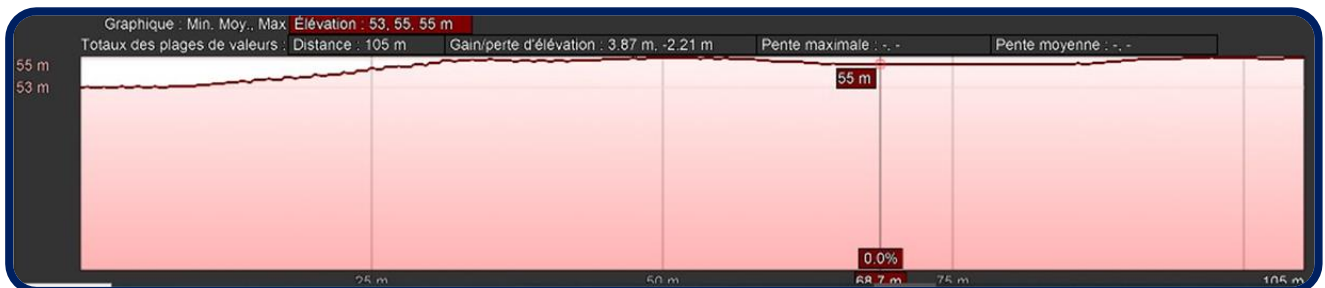 Graphique : Min. Moy., Max Élévation : 53, 55, 55 m
Totaux des plages de valeurs : Distance : 105 m Gain/perte d'élévation : 3.87 m, -2.21 m Pente maximale : -, - Pente moyenne : -, -
55 m
53 m
55 m
0.0%
25 m 50 m 68.7 m 75 m 105 m